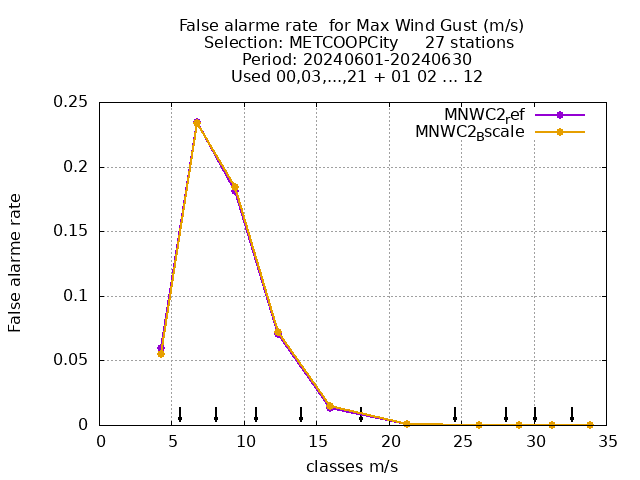 False alarme rate  for Max Wind Gust (m/s)
Selection: METCOOPCity     27 stations
Period: 20240601-20240630
Used 00,03,...,21 + 01 02 ... 12
MNWC2ref
MNWC2Bscale
False alarme rate
0.25
0.2
0.15
0.1
0.05
0
0 5 10 15 20 25 30 35
classes m/s